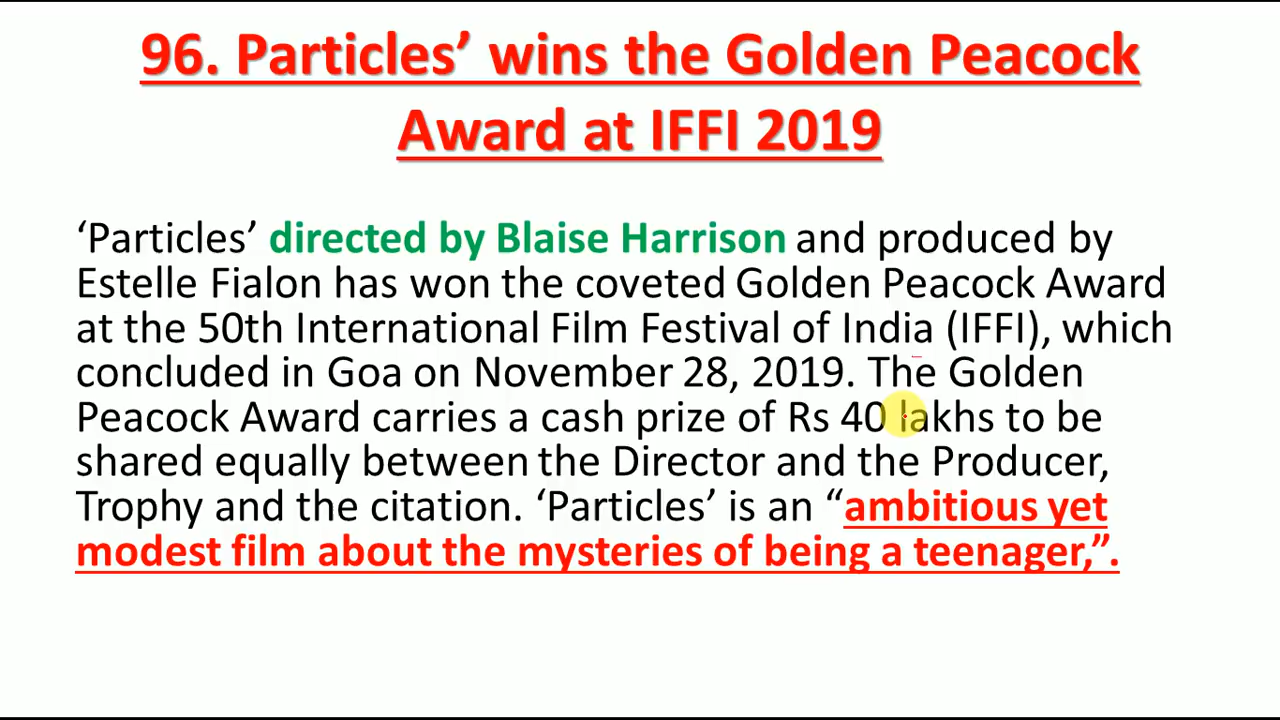 96. Particles’ wins the Golden Peacock
Award at IFFI 2019
‘Particles’ directed by Blaise Harrison and produced by
Estelle Fialon has won the coveted Golden Peacock Award
at the 50th International Film Festival of India (IFFI), which
concluded in Goa on November 28, 2019. The Golden
Peacock Award carries a cash prize of Rs 40 lakhs to be
shared equally between the Director and the Producer,
Trophy and the citation. ‘Particles’ is an “ambitious yet
modest film about the mysteries of being a teenager,”.